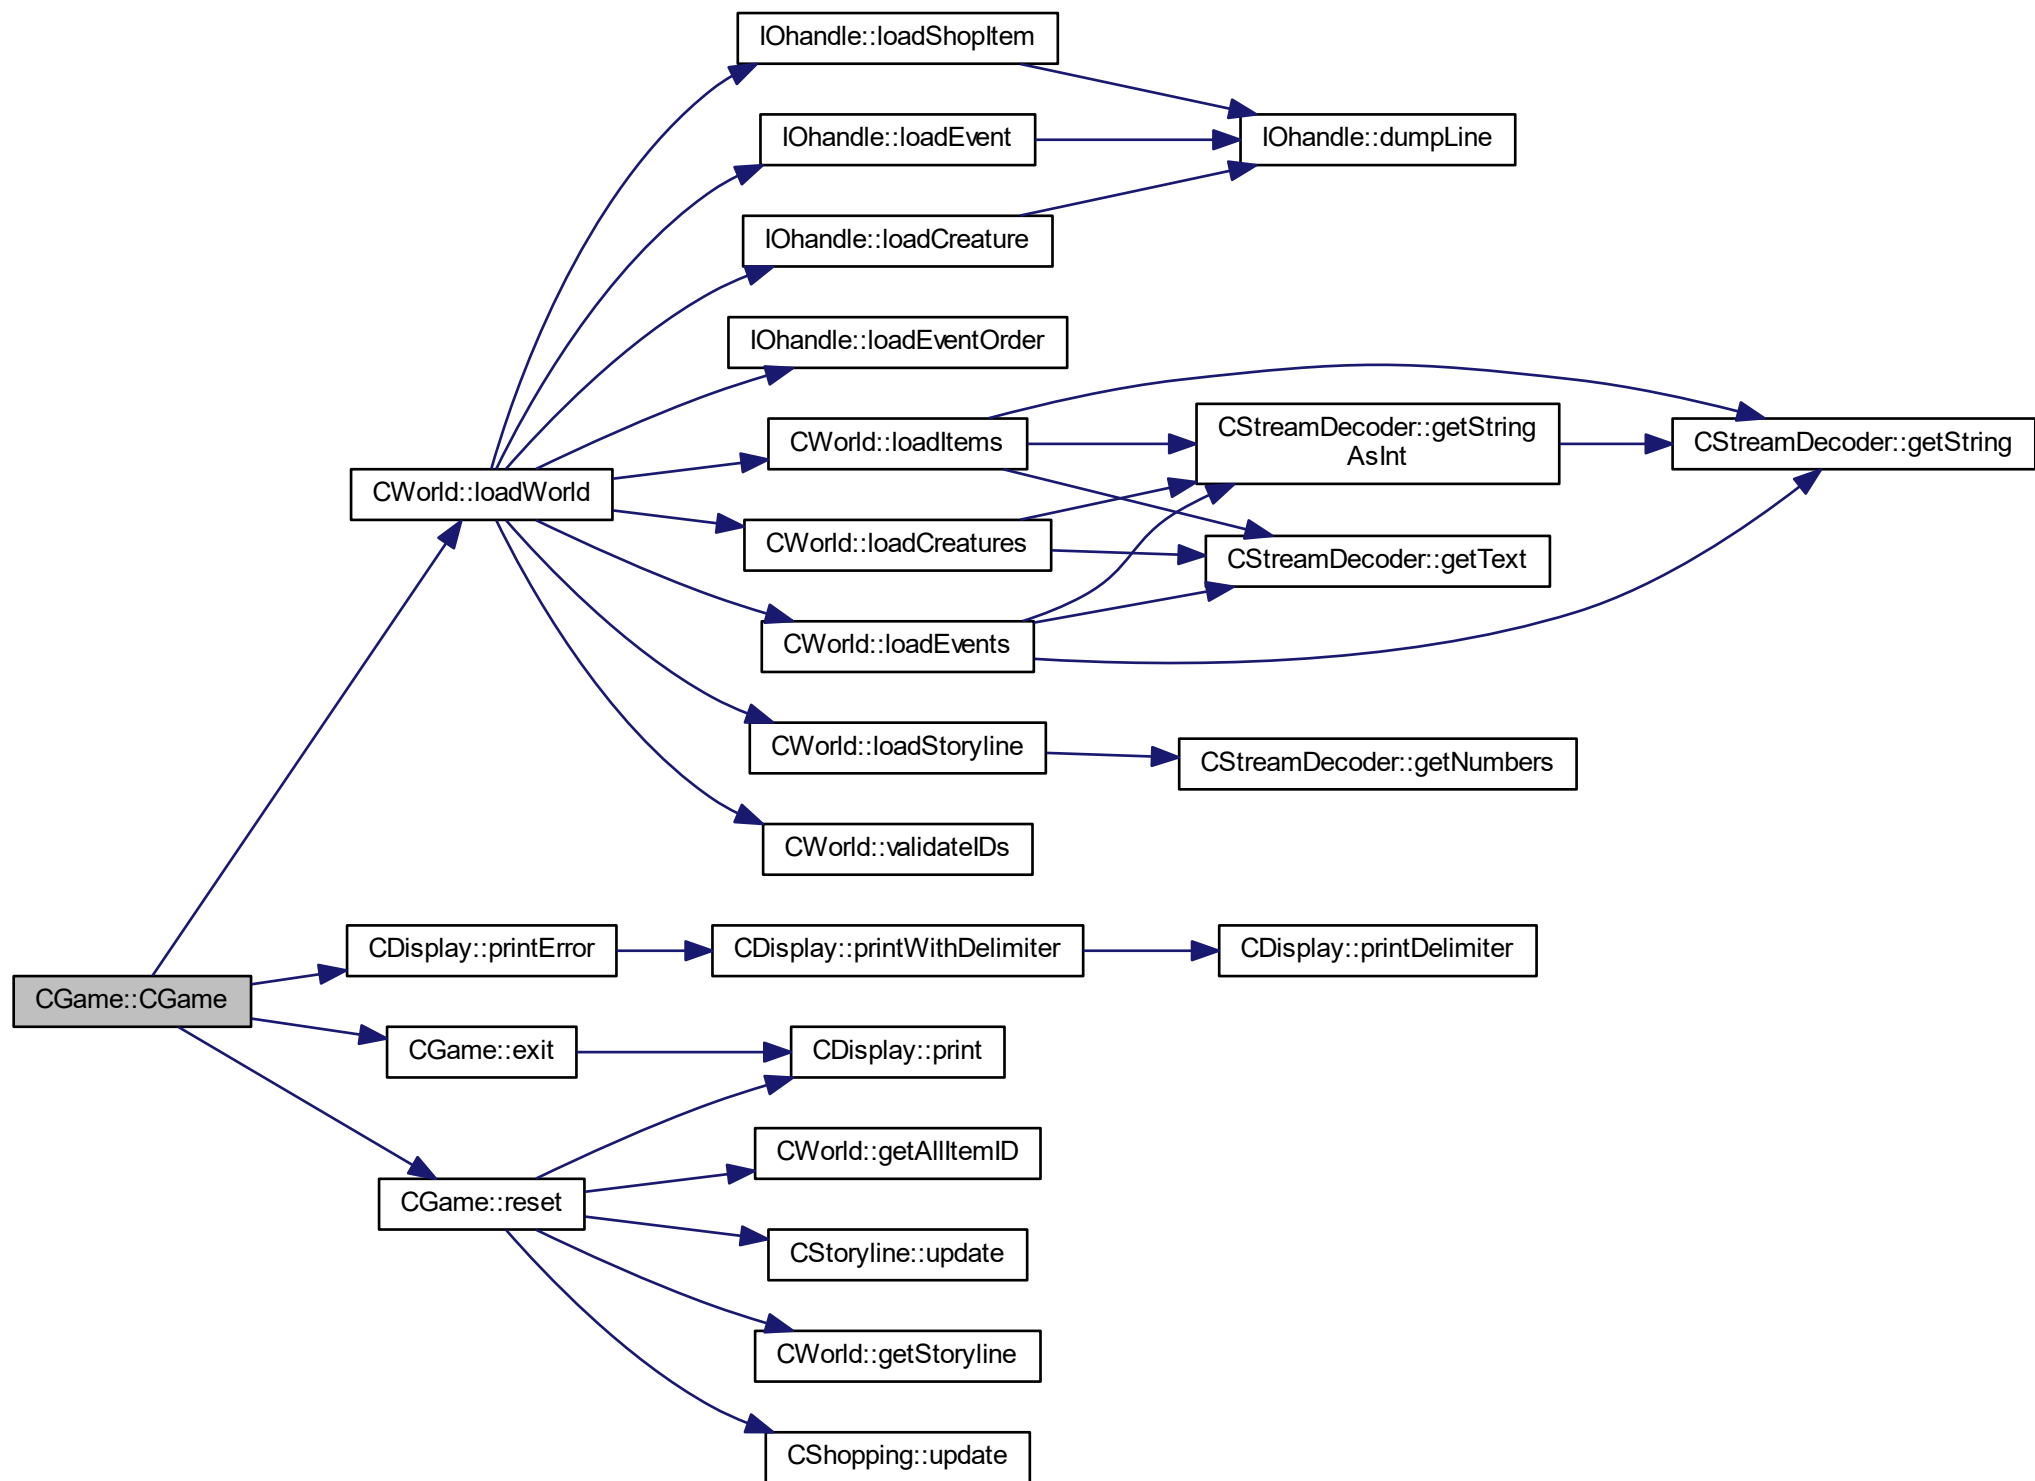 IOhandle::loadShopItem
IOhandle::loadEvent
IOhandle::dumpLine
IOhandle::loadCreature
IOhandle::loadEventOrder
CWorld::loadItems
CStreamDecoder::getString
AsInt
CStreamDecoder::getString
CWorld::loadWorld
CWorld::loadCreatures
CStreamDecoder::getText
CWorld::loadEvents
CWorld::loadStoryline
CStreamDecoder::getNumbers
CWorld::validateIDs
CDisplay::printError
CDisplay::printWithDelimiter
CDisplay::printDelimiter
CGame::CGame
CGame::exit
CDisplay::print
CWorld::getAllItemID
CGame::reset
CStoryline::update
CWorld::getStoryline
CShopping::update